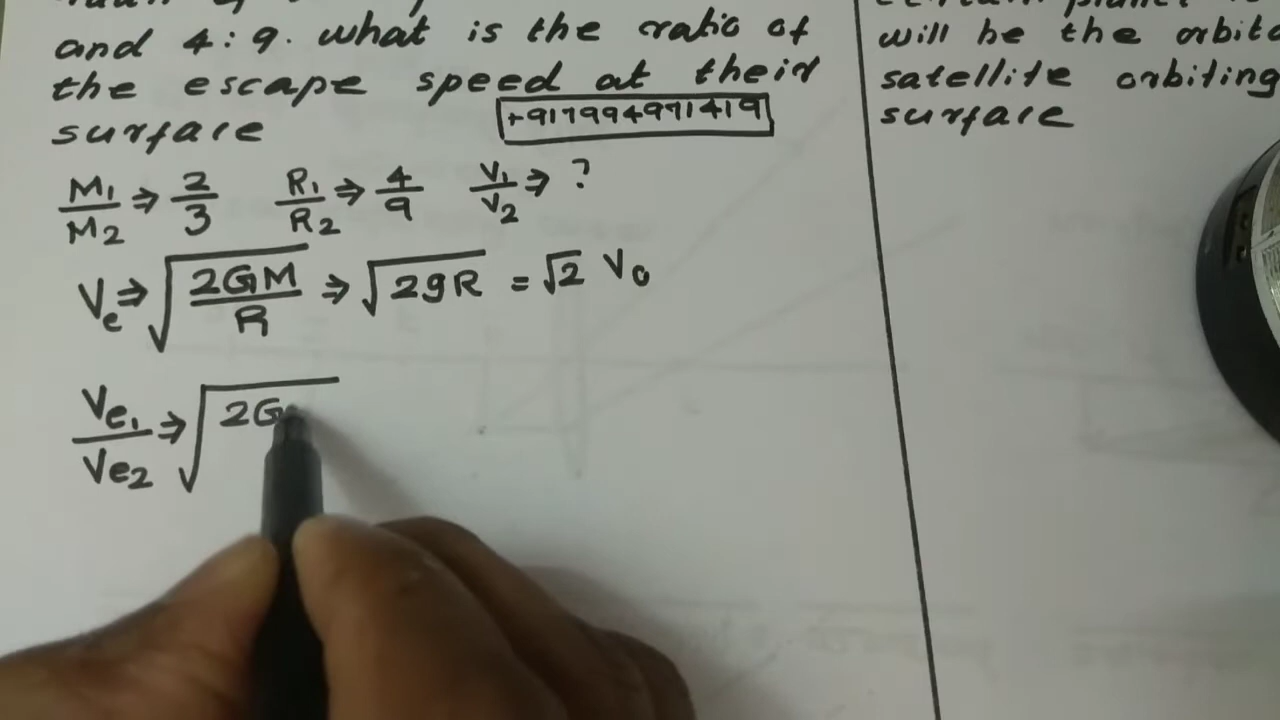 and 4:9. what is the ratio of
the escape speed at their
surface
+917994971419
M1/M2 ⇒ 2/3 R1/R2 ⇒ 4/9 V1/V2 ⇒ ?
Ve ⇒ √(2GM/R) ⇒ √2gR = √2 Vo
Ve1/Ve2 ⇒ √2G
will be the
satellite orbiting
surface